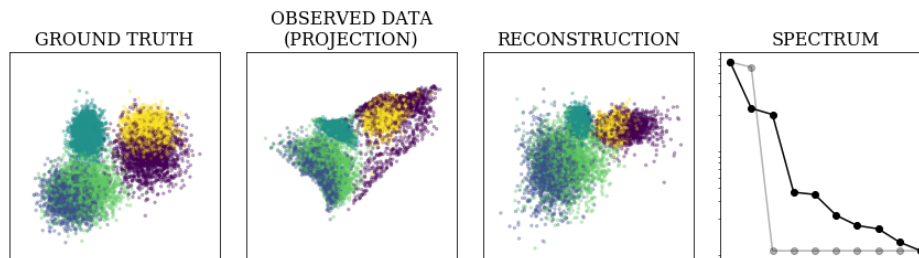 GROUND TRUTH
OBSERVED DATA
(PROJECTION)
RECONSTRUCTION
SPECTRUM